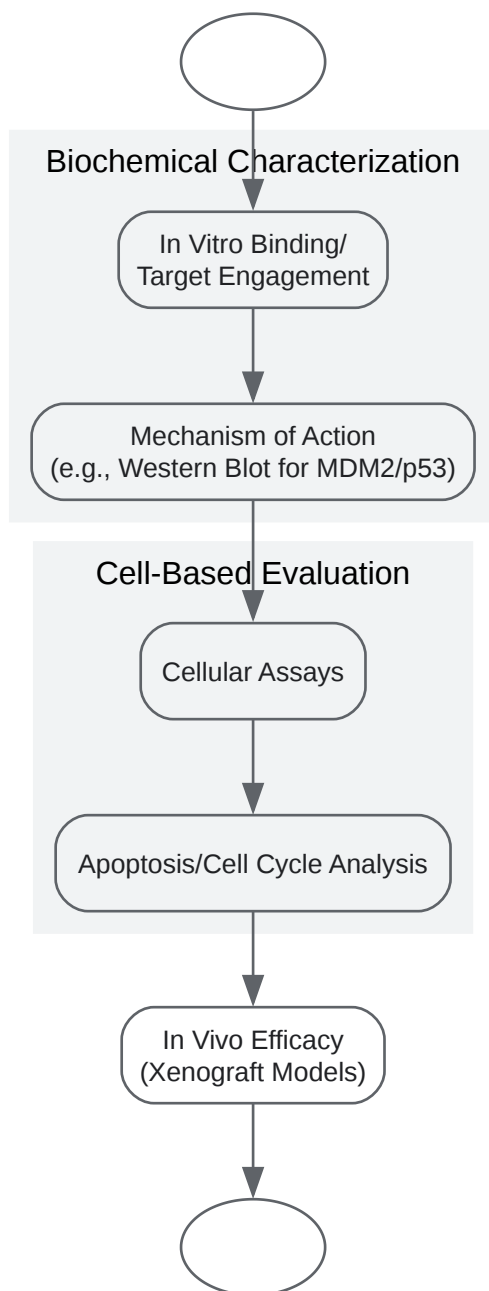 Biochemical Characterization
In Vitro Binding/
Target Engagement
Mechanism of Action
(e.g., Western Blot for MDM2/p53)
Cell-Based Evaluation
Cellular Assays
Apoptosis/Cell Cycle Analysis
In Vivo Efficacy
(Xenograft Models)